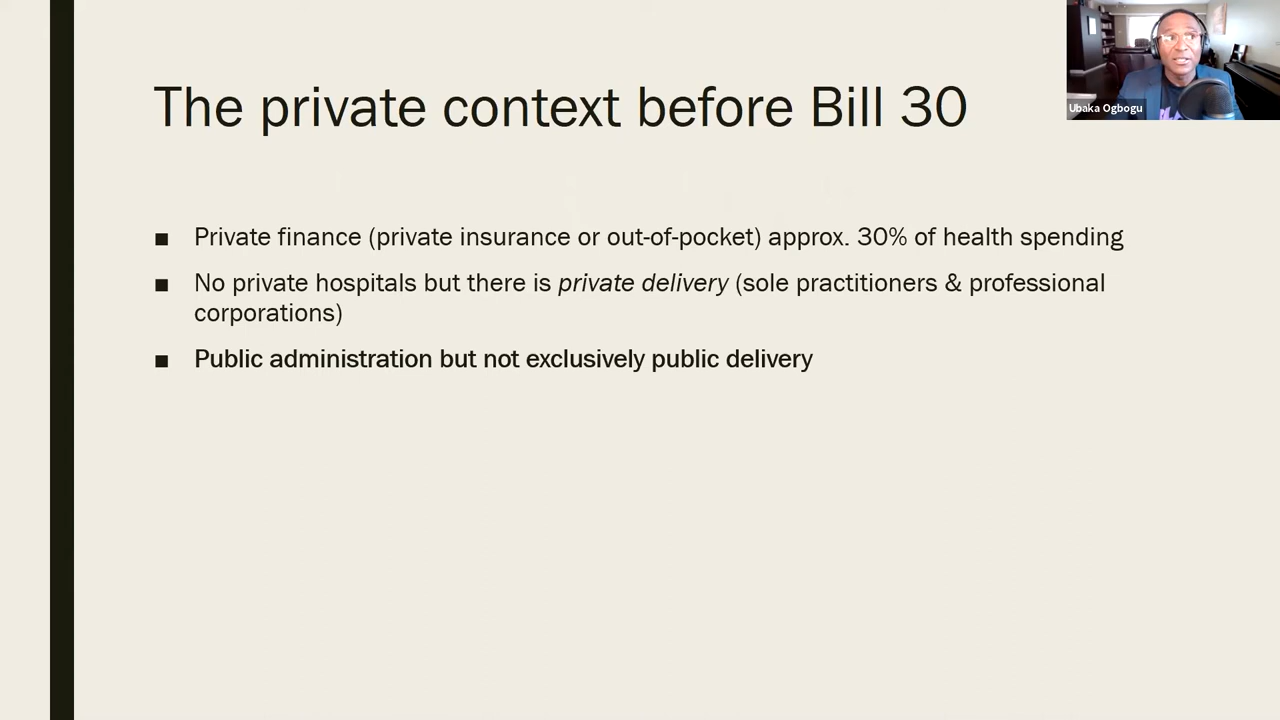 The private context before Bill 30
Ubaka Ogbogu
■ Private finance (private insurance or out-of-pocket) approx. 30% of health spending
■ No private hospitals but there is private delivery (sole practitioners & professional
corporations)
■ Public administration but not exclusively public delivery